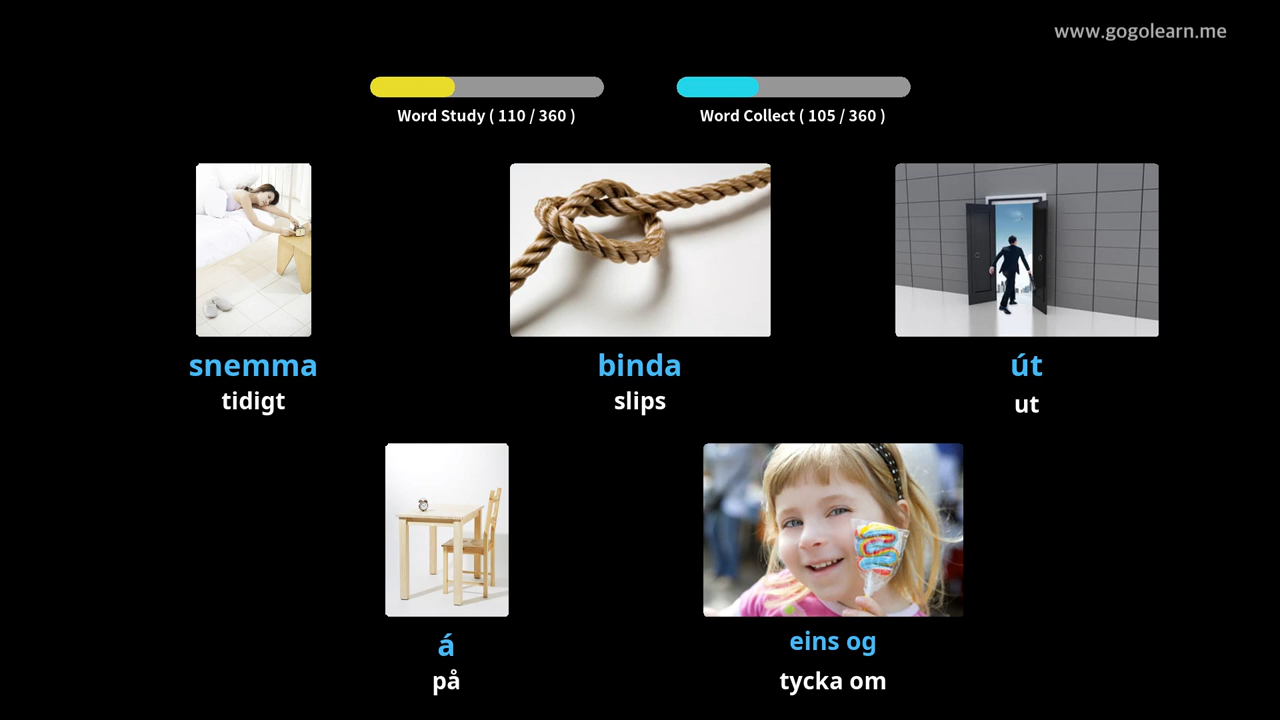 www.gogolearn.me
Word Study ( 110 / 360 )
Word Collect ( 105 / 360 )
snemma
tidigt
binda
slips
út
ut
á
på
eins og
tycka om